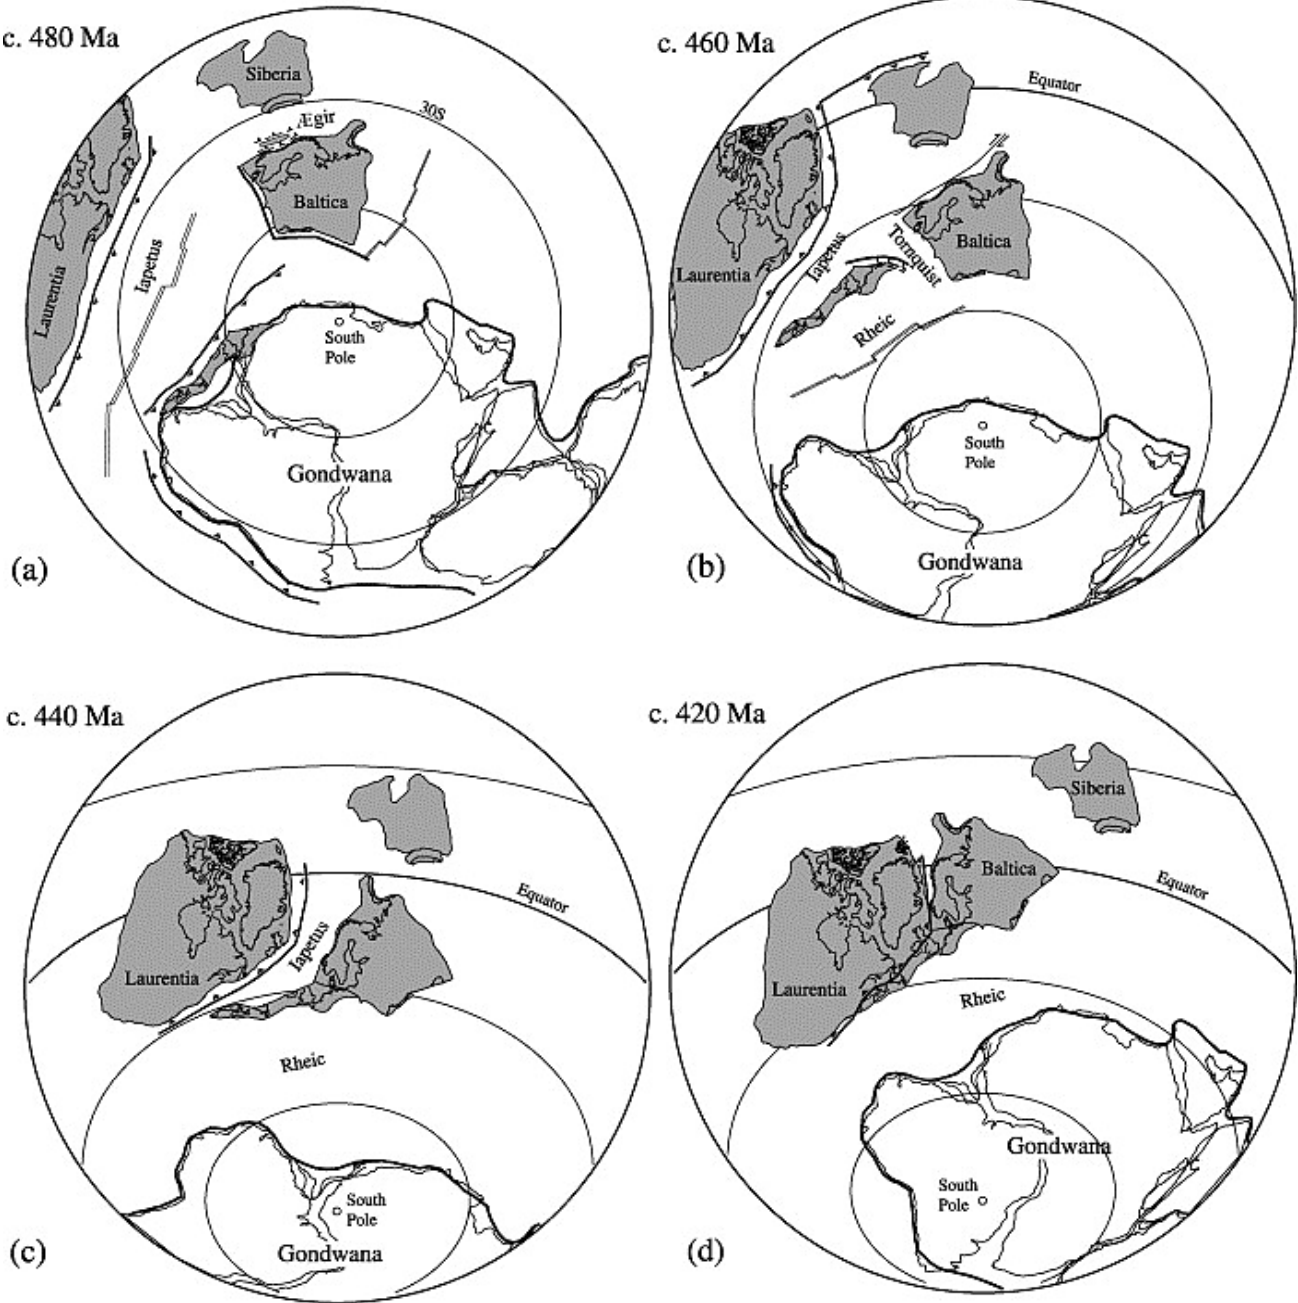 c. 480 Ma
Siberia
30S
Ægir
Baltica
Iapetus
Laurentia
South
Pole
Gondwana
(a)
c. 460 Ma
Equator
Baltica
Iapetus
Tornquist
Laurentia
Rheic
South
Pole
Gondwana
(b)
c. 440 Ma
Equator
Iapetus
Laurentia
Rheic
South
Pole
Gondwana
(c)
c. 420 Ma
Siberia
Baltica
Equator
Laurentia
Rheic
Gondwana
South
Pole
(d)